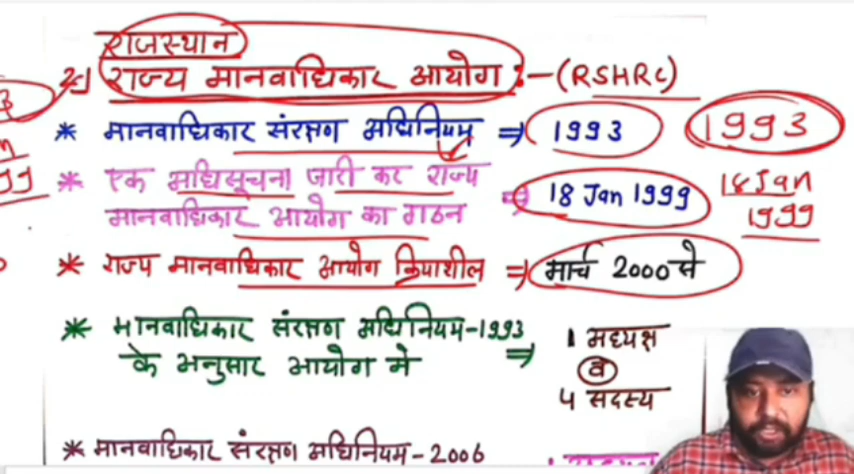 राजस्थान
राज्य मानवाधिकार आयोग :- (RSHRC)
* मानवाधिकार संरक्षण अधिनियम ⇒ 1993 1993
* एक अधिसूचना जारी कर राज्य
मानवाधिकार आयोग का गठन ⇒ 18 Jan 1999
18 Jan
1999
* राज्य मानवाधिकार आयोग क्रियाशील ⇒ मार्च 2000 से
* मानवाधिकार संरक्षण अधिनियम-1993
के अनुसार आयोग मे ⇒
1 अध्यक्ष
व
4 सदस्य
* मानवाधिकार संरक्षण अधिनियम-2006